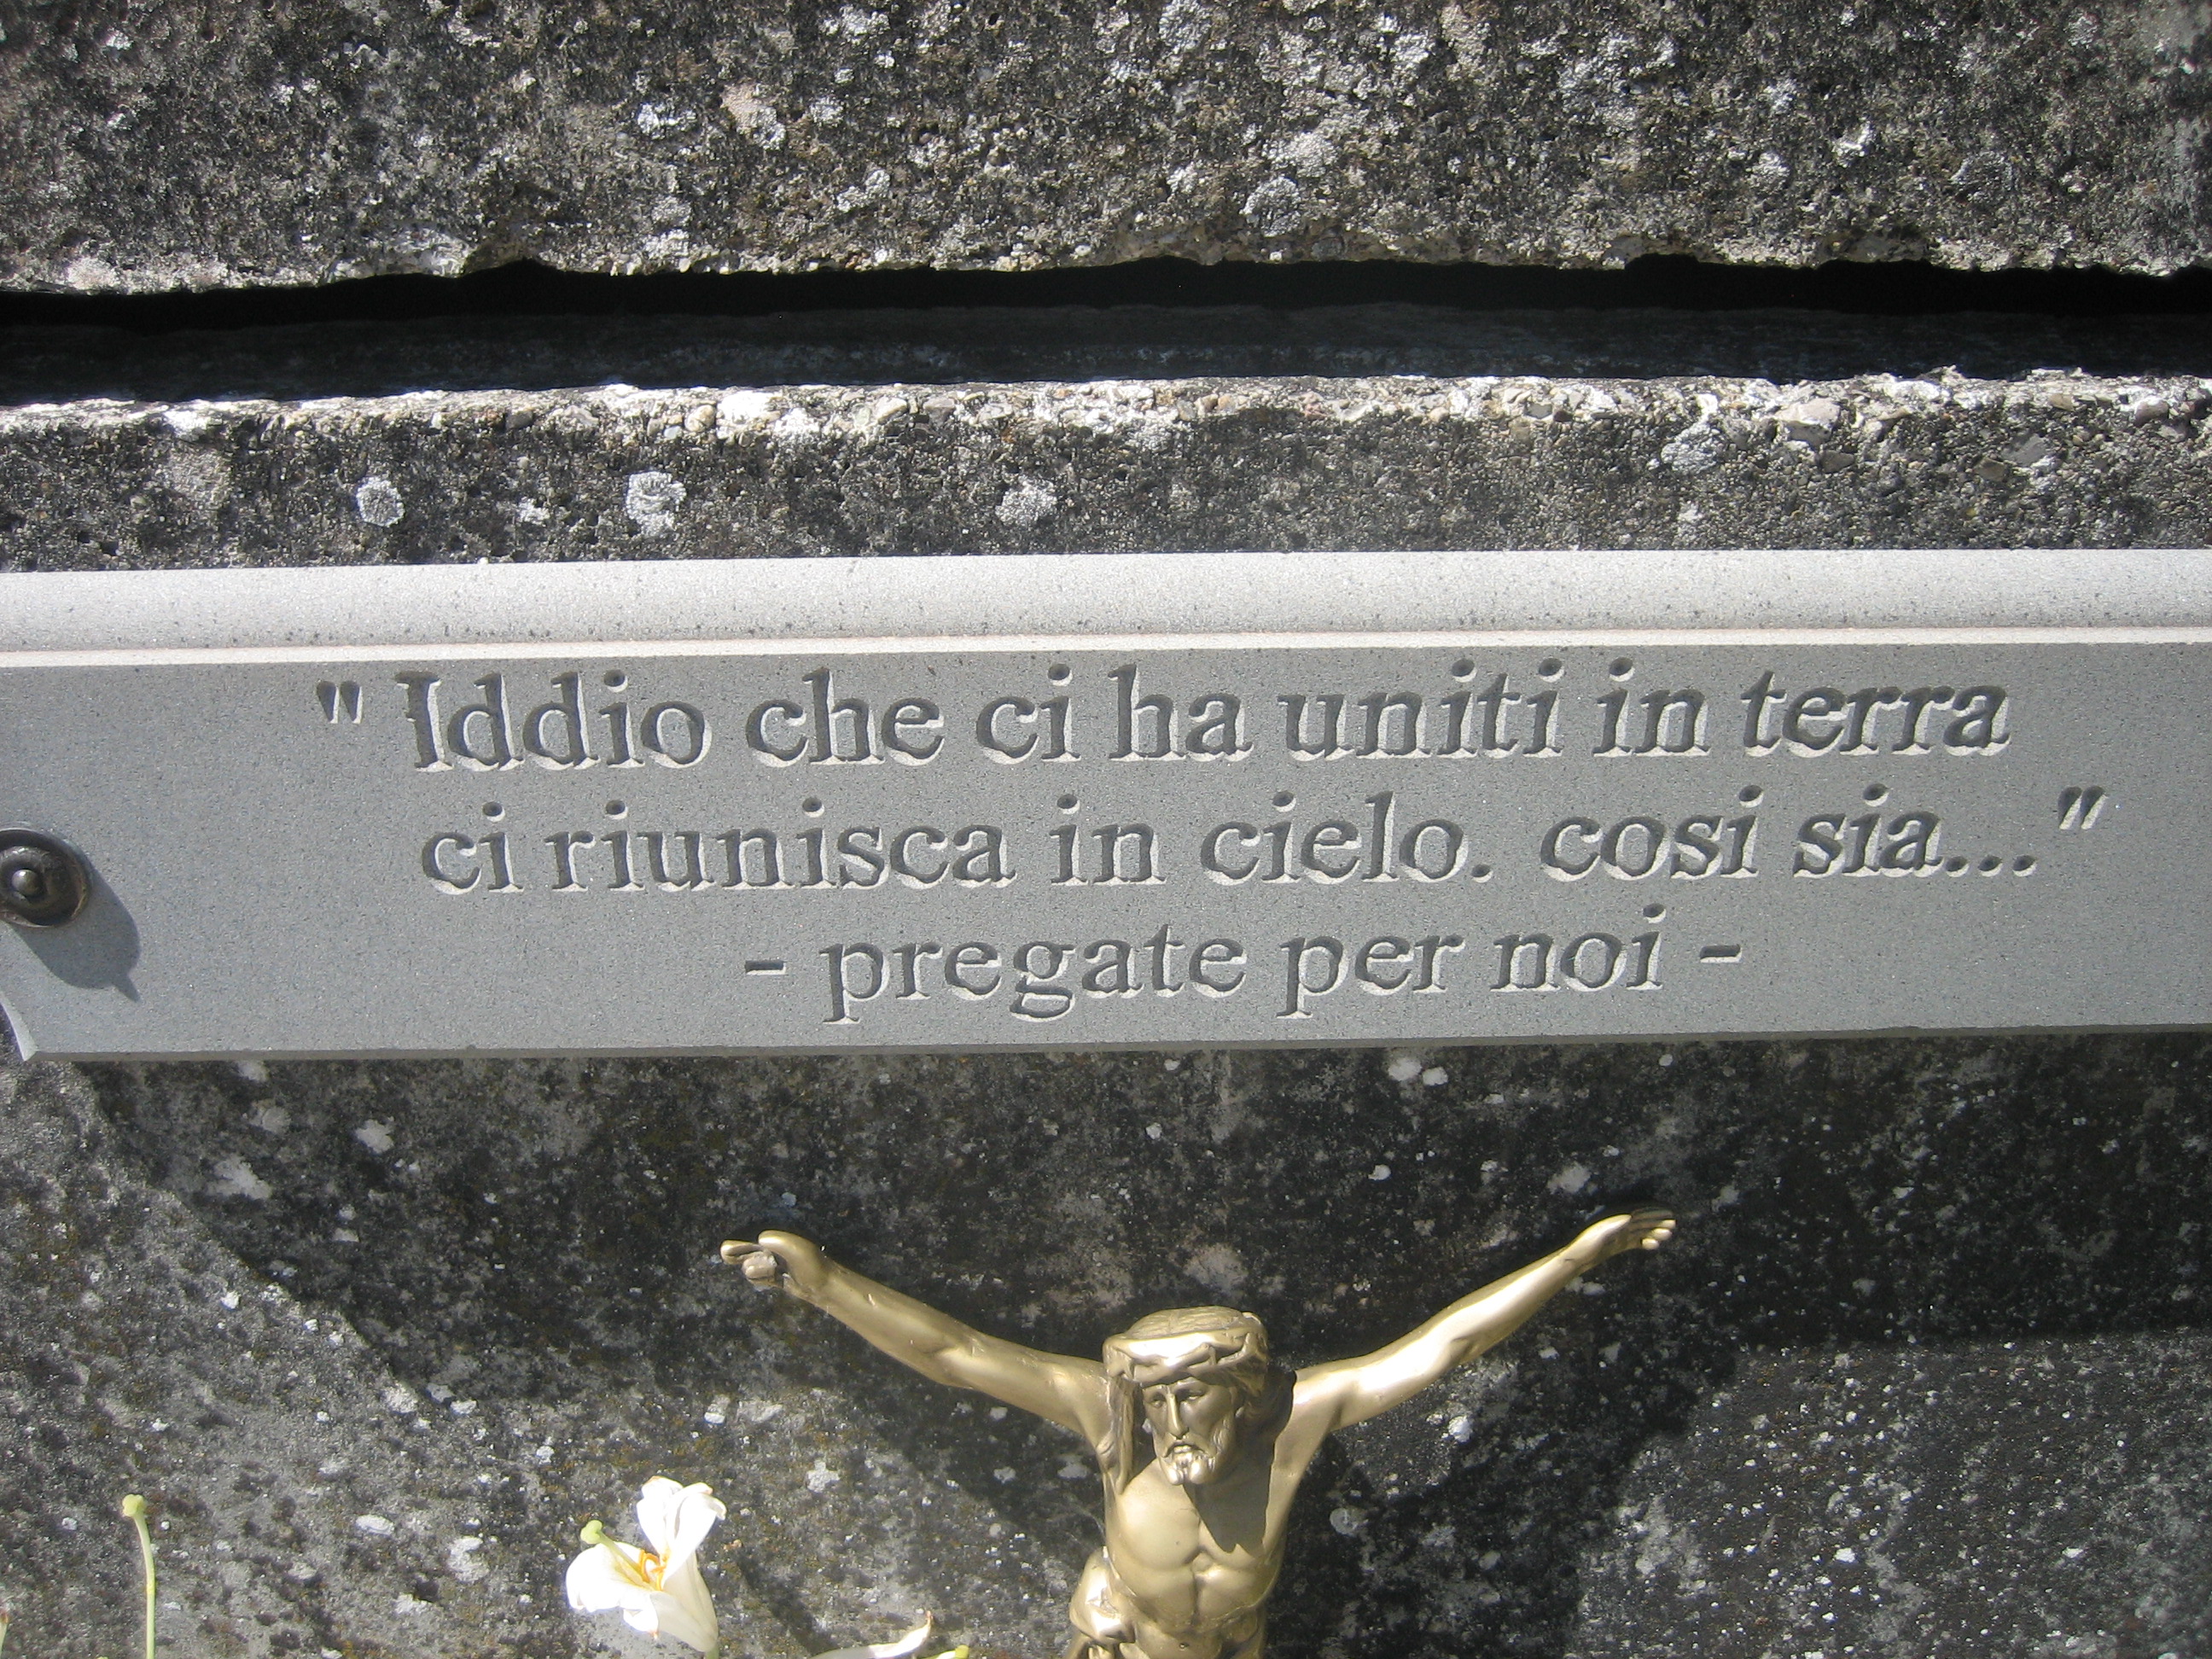 " Iddio che ci ha uniti in terra
ci riunisca in cielo. cosi sia... "
- pregate per noi -